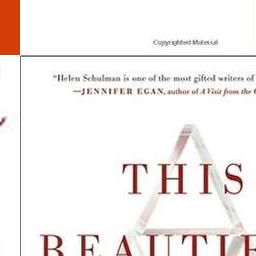 Copyrighted Material
"Helen Schulman is one of the most gifted writers of
—JENNIFER EGAN, author of A Visit from the
THIS
BEAUTIF